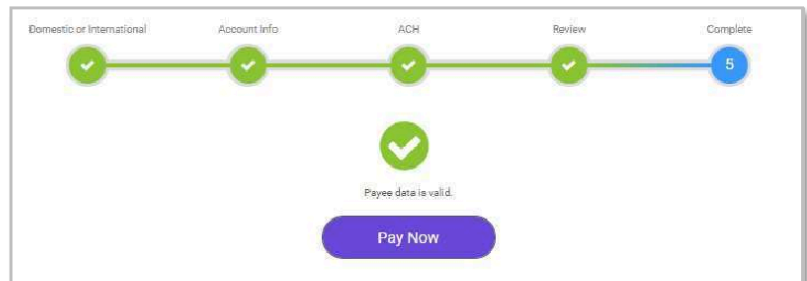 Domestic or International Account Info ACH Review Complete
5
Payee data is valid.
Pay Now